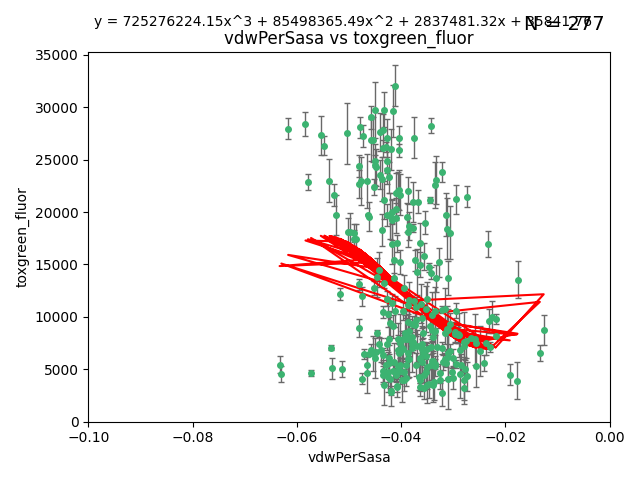 y = 725276224.15x^3 + 85498365.49x^2 + 2837481.32x +
N = 277
vdwPerSasa vs toxgreen_fluor
toxgreen_fluor
35000
30000
25000
20000
15000
10000
5000
0
−0.10
−0.08
−0.06
−0.04
−0.02
0.00
vdwPerSasa